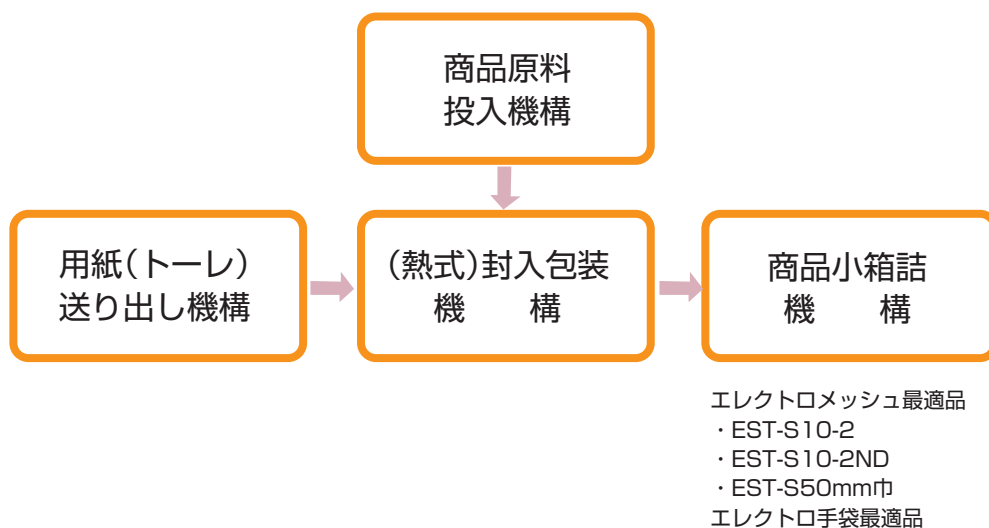 商品原料
投入機構
用紙(トーレ)
送り出し機構
(熱式)封入包装
機　　構
商品小箱詰
機　　構
エレクトロメッシュ最適品
・EST-S10-2
・EST-S10-2ND
・EST-S50mm巾
エレクトロ手袋最適品